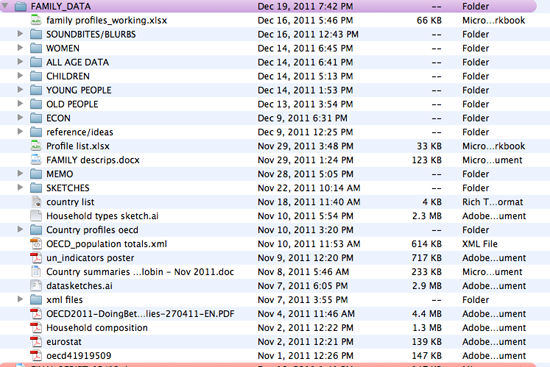 FAMILY_DATA Dec 19, 2011 7:42 PM -- Folder
family profiles_working.xlsx Dec 16, 2011 5:46 PM 66 KB Micro...rkbook
SOUNDBITES/BLURBS Dec 16, 2011 12:43 PM -- Folder
WOMEN Dec 14, 2011 6:45 PM -- Folder
ALL AGE DATA Dec 14, 2011 6:41 PM -- Folder
CHILDREN Dec 14, 2011 5:13 PM -- Folder
YOUNG PEOPLE Dec 14, 2011 1:53 PM -- Folder
OLD PEOPLE Dec 13, 2011 3:54 PM -- Folder
ECON Dec 9, 2011 6:31 PM -- Folder
reference/ideas Dec 9, 2011 12:25 PM -- Folder
Profile list.xlsx Nov 29, 2011 3:48 PM 33 KB Micro...rkbook
FAMILY descrips.docx Nov 29, 2011 1:24 PM 123 KB Micro...ument
MEMO Nov 28, 2011 5:05 PM -- Folder
SKETCHES Nov 22, 2011 10:14 AM -- Folder
country list Nov 18, 2011 11:40 AM 4 KB Rich T...ormat
Household types sketch.ai Nov 10, 2011 5:54 PM 2.3 MB Adobe...ument
Country profiles oecd Nov 10, 2011 3:20 PM -- Folder
OECD_population totals.xml Nov 10, 2011 11:53 AM 614 KB XML File
un_indicators poster Nov 9, 2011 12:20 PM 717 KB Adobe...ument
Country summaries ...lobin - Nov 2011.doc Nov 8, 2011 5:46 AM 233 KB Micros...ument
datasketches.ai Nov 7, 2011 6:05 PM 2.9 MB Adobe...ument
xml files Nov 7, 2011 3:55 PM -- Folder
OECD2011-DoingBet...lies-270411-EN.PDF Nov 4, 2011 11:46 AM 4.4 MB Adobe...ument
Household composition Nov 2, 2011 12:22 PM 1.3 MB Adobe...ument
eurostat Nov 2, 2011 12:21 PM 139 KB Adobe...ument
oecd41919509 Nov 1, 2011 12:26 PM 147 KB Adobe...ument